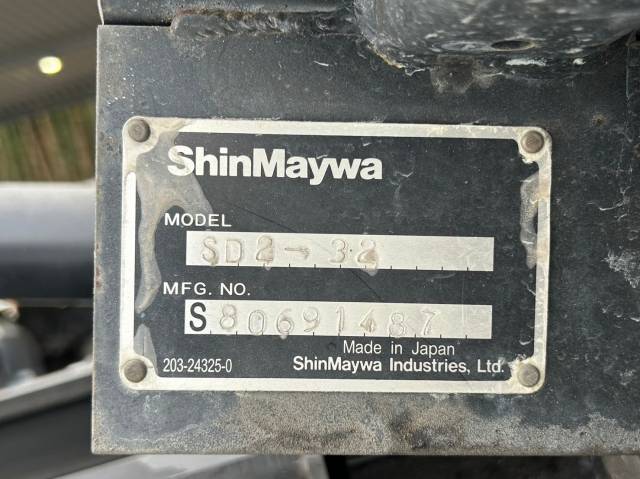 ShinMaywa
MODEL
SD2-32
MFG. NO.
S 80691487
Made in Japan
203-24325-0 ShinMaywa Industries, Ltd.